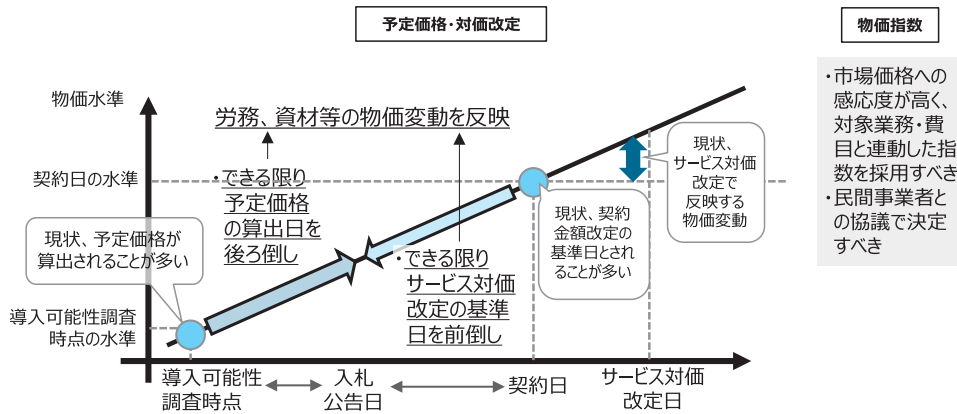 予定価格・対価改定
物価水準
労務、資材等の物価変動を反映
契約日の水準
・できる限り
予定価格
の算出日を
後ろ倒し
現状、予定価格が
算出されることが多い
・できる限り
サービス対価
改定の基準
日を前倒し
現状、契約
金額改定の
基準日とされ
ることが多い
現状、
サービス対価
改定で
反映する
物価変動
導入可能性調査
時点の水準
導入可能性
調査時点
入札
公告日
契約日
サービス対価
改定日
物価指数
・市場価格への
感応度が高く、
対象業務・費
目と連動した指
数を採用すべき
・民間事業者と
の協議で決定
すべき